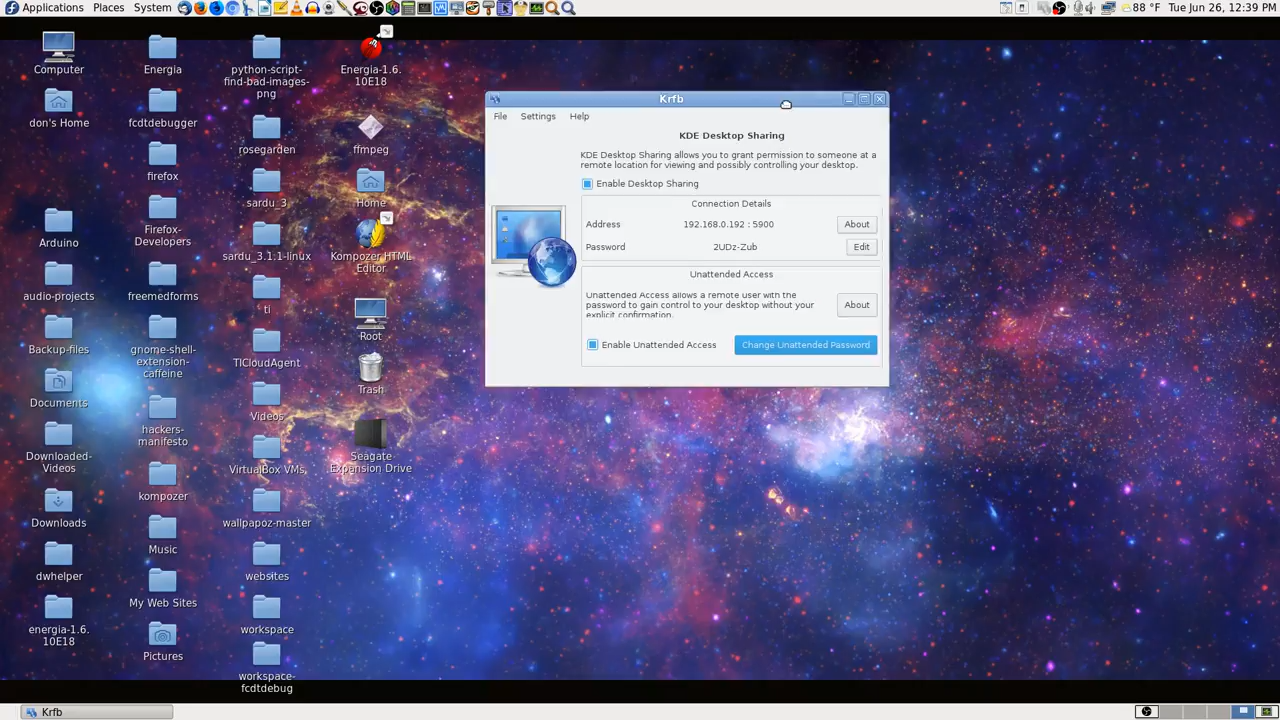 Applications Places System 88 °F Tue Jun 26, 12:39 PM
Computer
don's Home
Arduino
audio-projects
Backup-files
Documents
Downloaded-
Videos
Downloads
dwhelper
energia-1.6.
10E18
Energia
fcdtdebugger
firefox
Firefox-
Developers
freemedforms
gnome-shell-
extension-
caffeine
hackers-
manifesto
kompozer
Music
My Web Sites
Pictures
python-script-
find-bad-images-
png
rosegarden
sardu_3
sardu_3.1.1-linux
ti
TICloudAgent
Videos
VirtualBox VMs
wallpapoz-master
websites
workspace
workspace-
fcdtdebug
Energia-1.6.
10E18
ffmpeg
Home
Kompozer HTML
Editor
Root
Trash
Seagate
Expansion Drive
Krfb
File Settings Help
KDE Desktop Sharing
KDE Desktop Sharing allows you to grant permission to someone at a
remote location for viewing and possibly controlling your desktop.
Enable Desktop Sharing
Connection Details
Address 192.168.0.192 : 5900 About
Password 2UDz-Zub Edit
Unattended Access
Unattended Access allows a remote user with the
password to gain control to your desktop without your
explicit confirmation.
About
Enable Unattended Access Change Unattended Password
Krfb